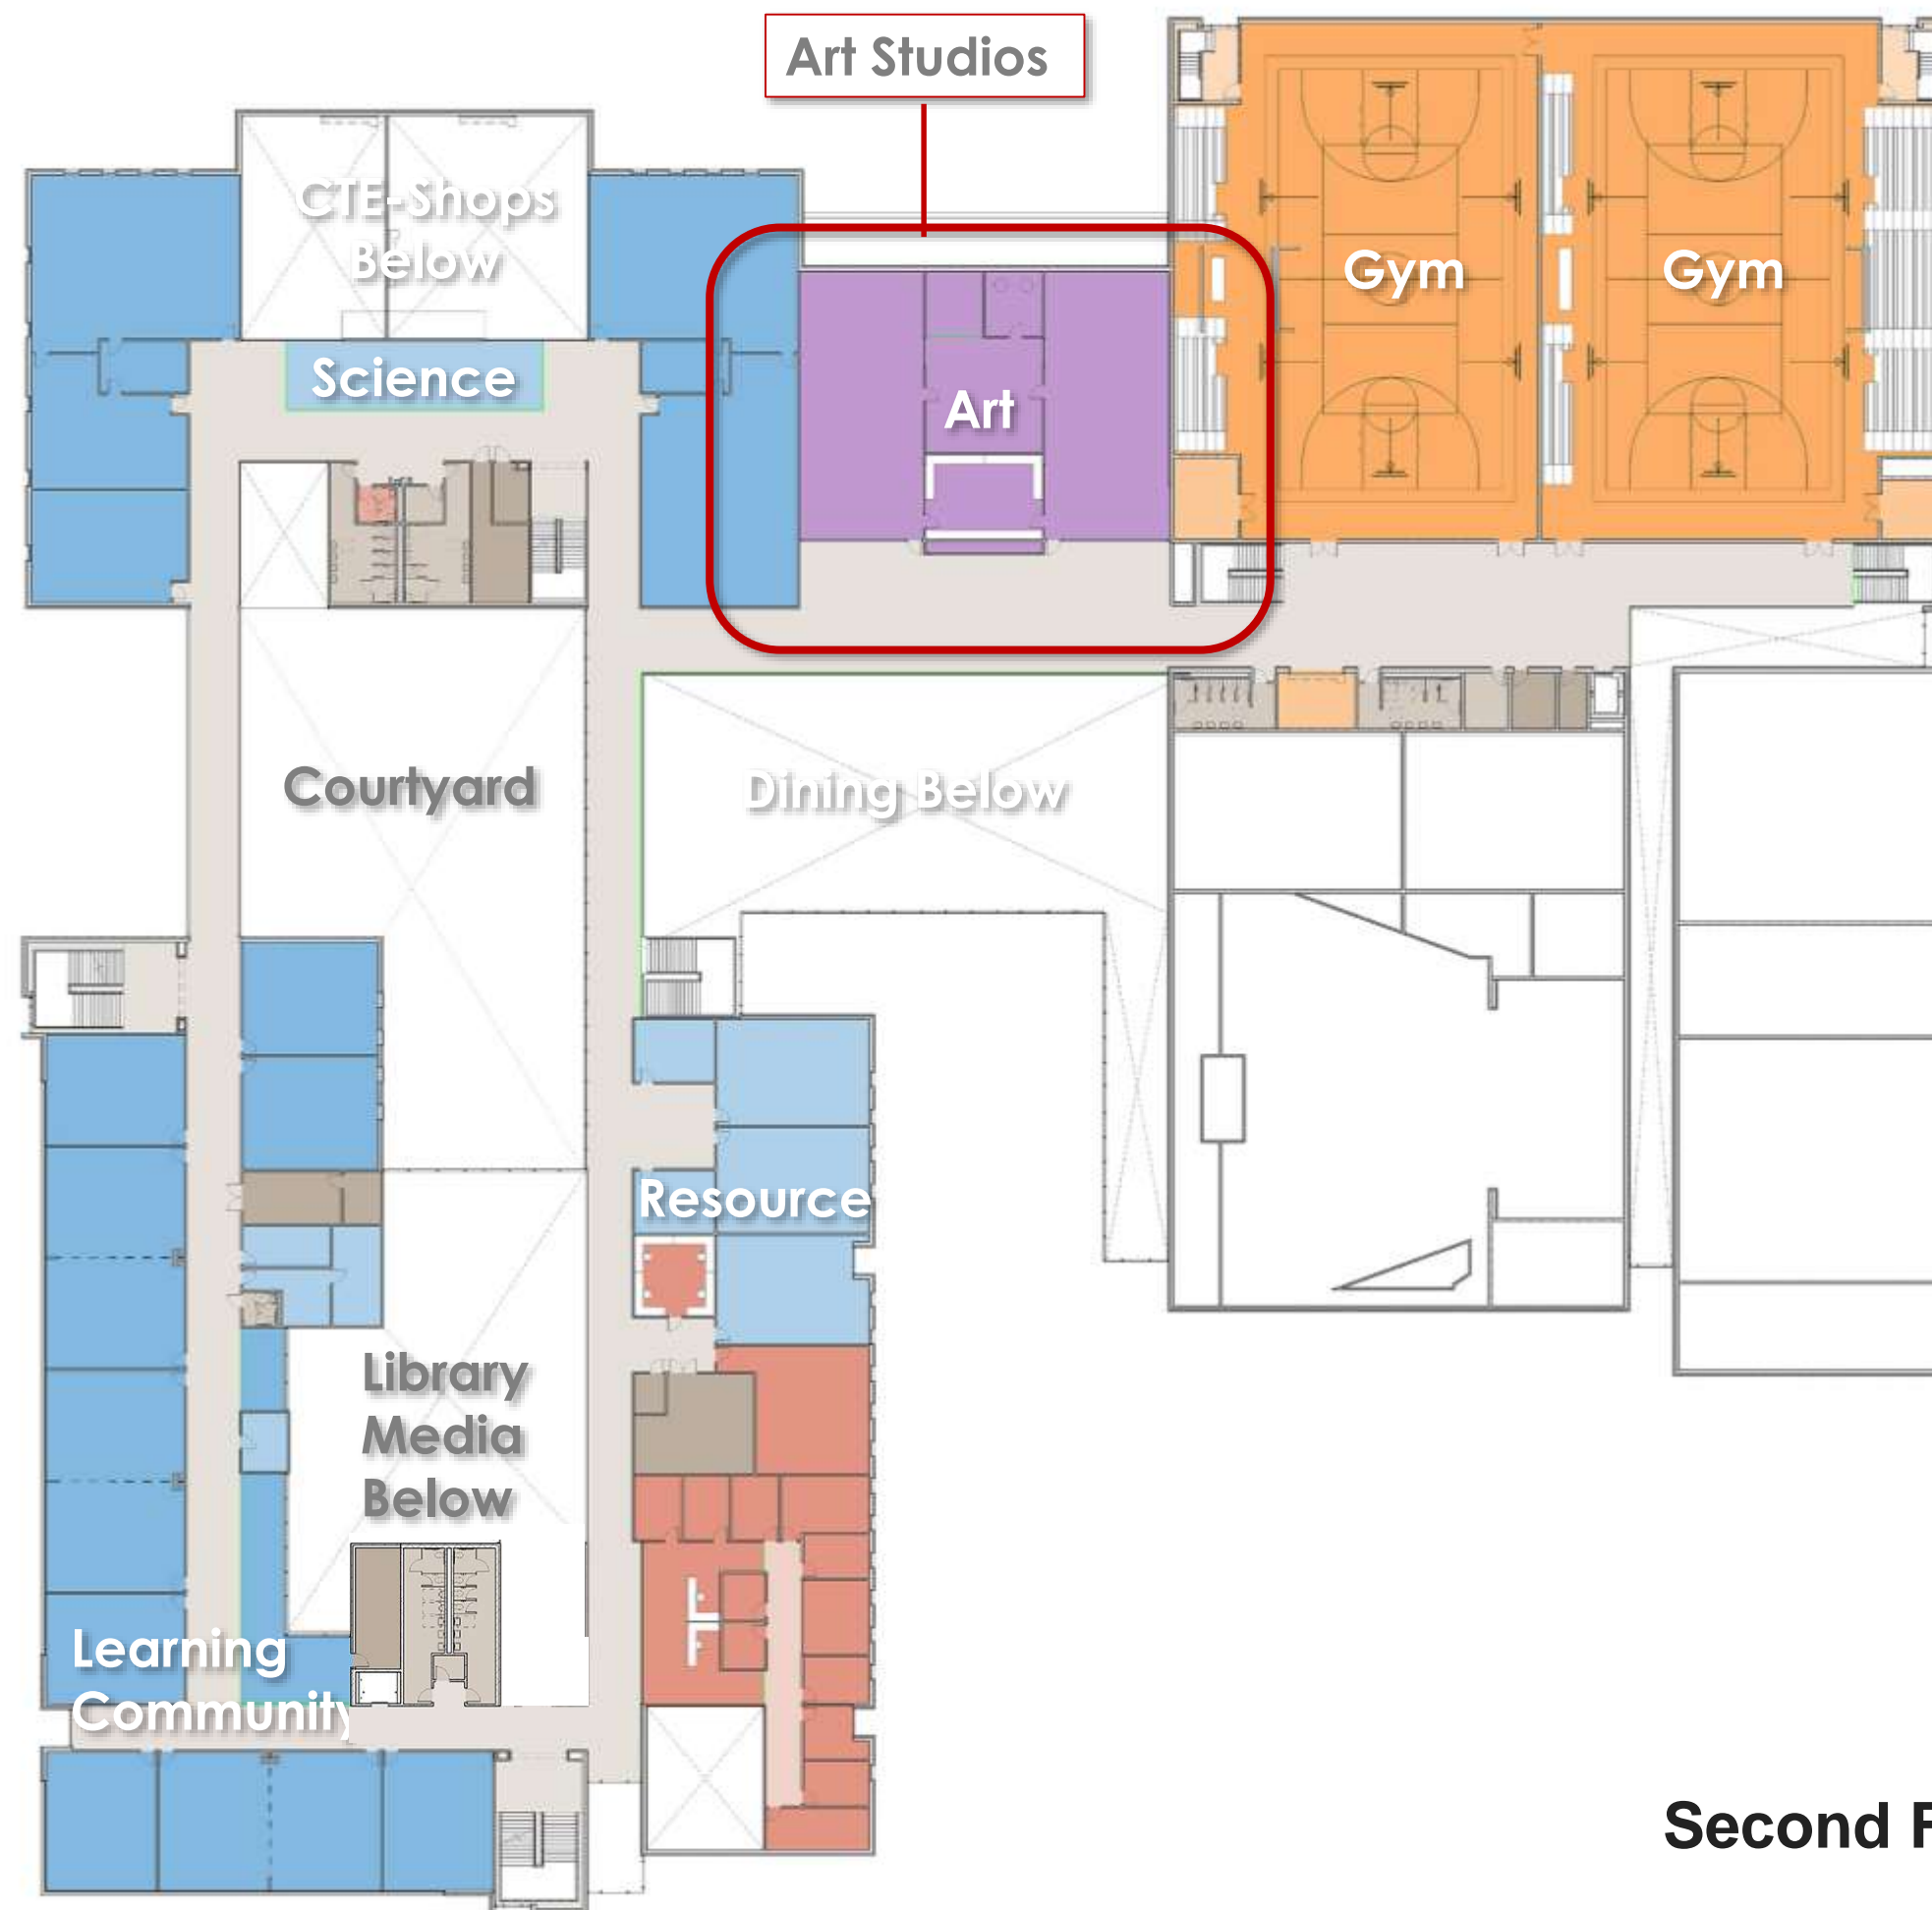 Art Studios
CTE-Shops
Below
Gym
Gym
Science
Art
Courtyard
Dining Below
Resource
Library
Media
Below
Learning
Community
Second F